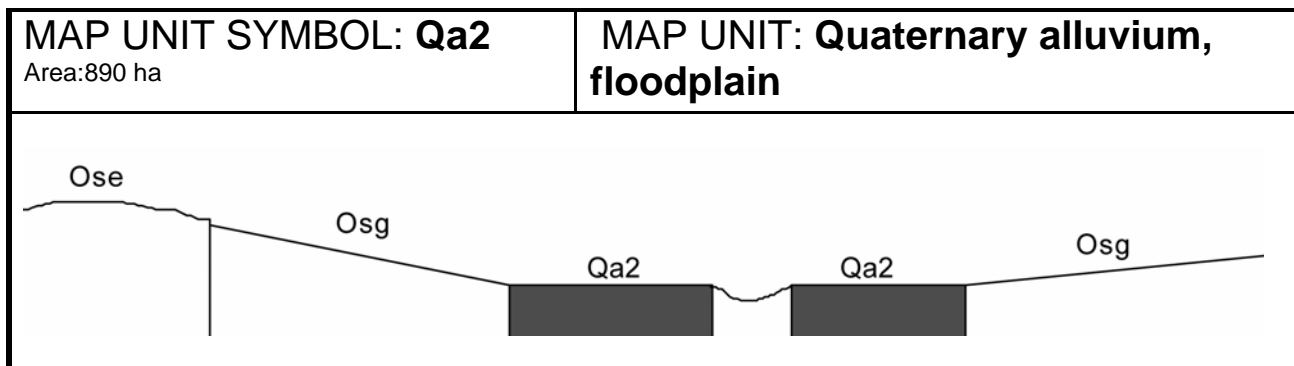 MAP UNIT SYMBOL: Qa2
Area:890 ha
MAP UNIT: Quaternary alluvium,
floodplain
Ose
Osg
Qa2
Qa2
Osg